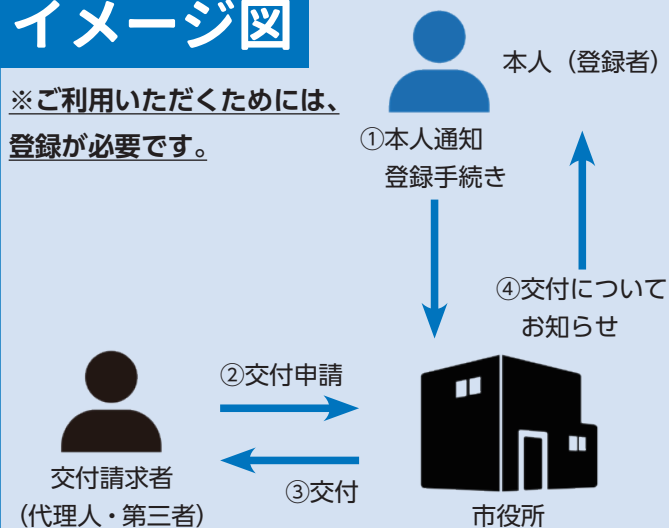 イメージ図
※ご利用いただくためには、
登録が必要です。
本人（登録者）
①本人通知
登録手続き
④交付について
お知らせ
②交付申請
③交付
交付請求者
（代理人・第三者）
市役所